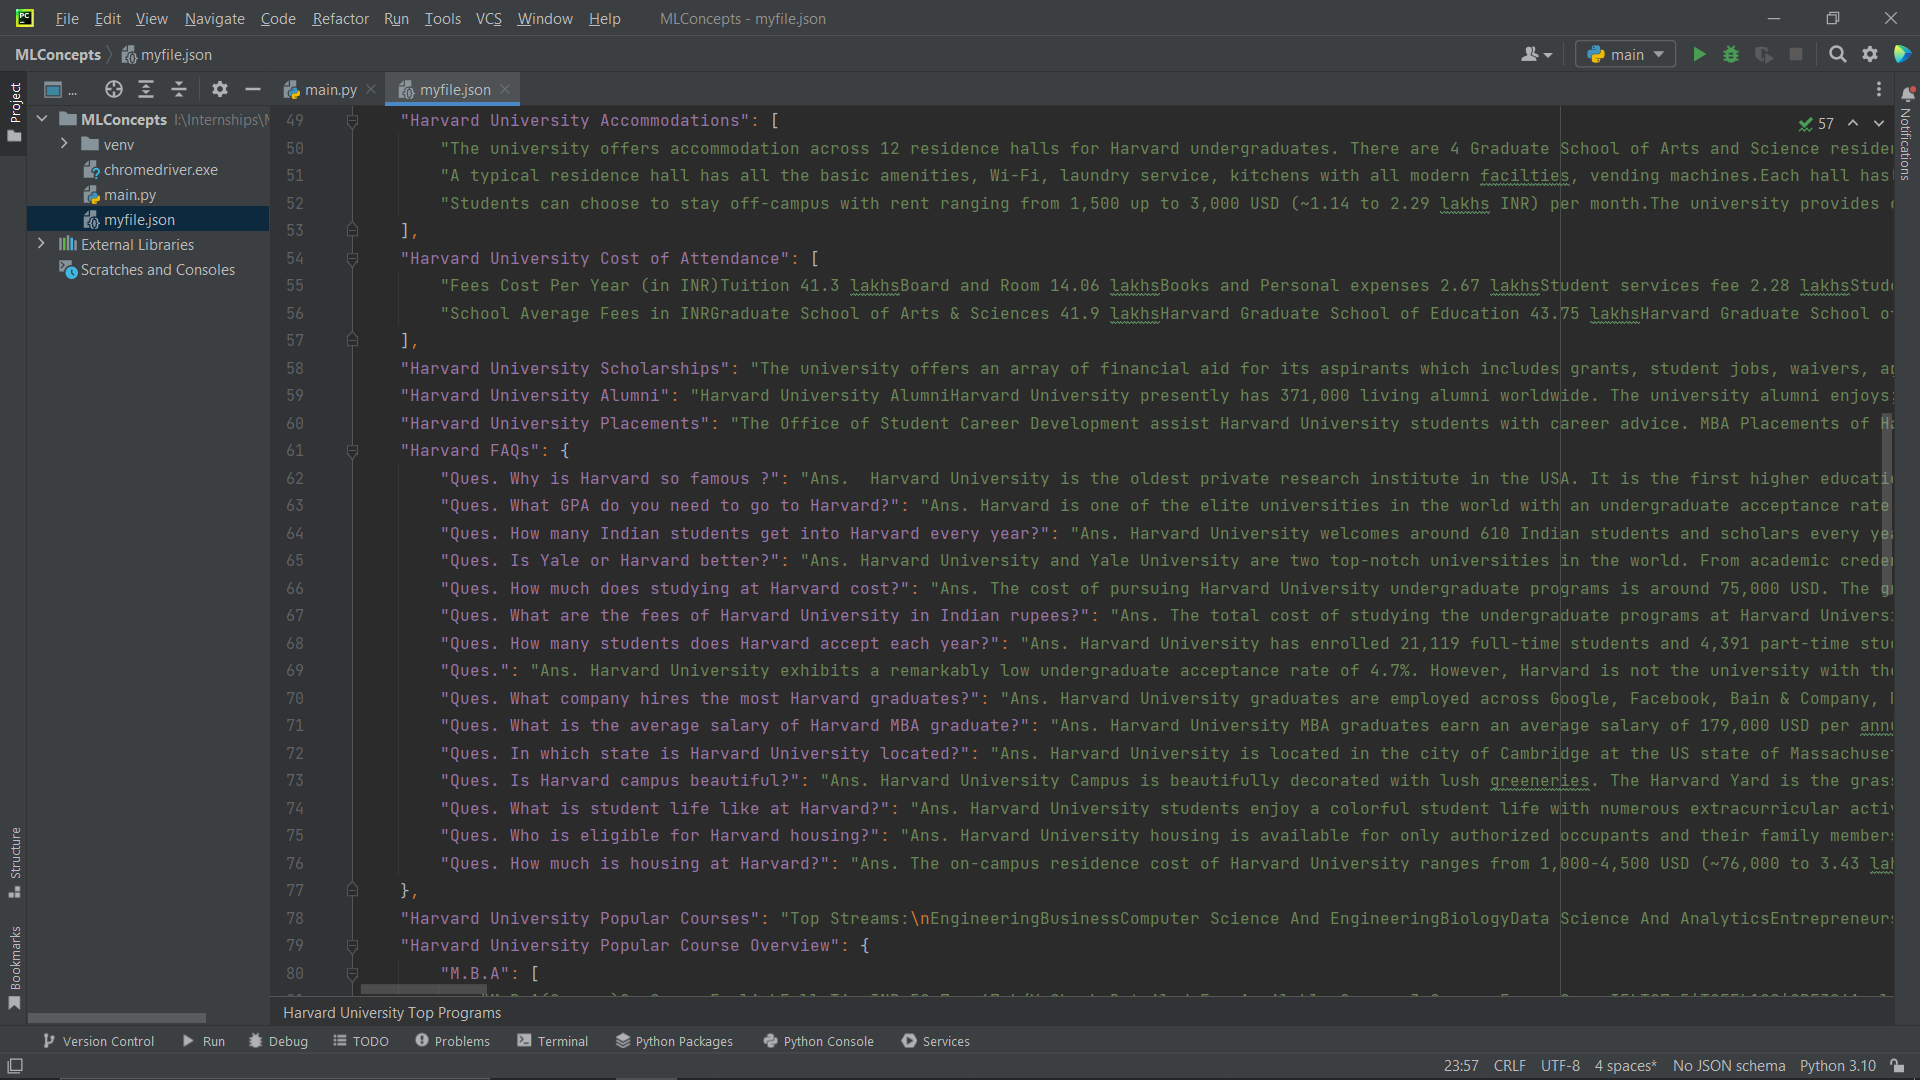 File Edit View Navigate Code Refactor Run Tools VCS Window Help MLConcepts - myfile.json
MLConcepts myfile.json main
Project ... main.py myfile.json
MLConcepts I:\Internships\
venv
chromedriver.exe
main.py
myfile.json
External Libraries
Scratches and Consoles
57
49 "Harvard University Accommodations": [
50 "The university offers accommodation across 12 residence halls for Harvard undergraduates. There are 4 Graduate School of Arts and Science reside
51 "A typical residence hall has all the basic amenities, Wi-Fi, laundry service, kitchens with all modern facilties, vending machines.Each hall has
52 "Students can choose to stay off-campus with rent ranging from 1,500 up to 3,000 USD (~1.14 to 2.29 lakhs INR) per month.The university provides
53 ],
54 "Harvard University Cost of Attendance": [
55 "Fees Cost Per Year (in INR)Tuition 41.3 lakhsBoard and Room 14.06 lakhsBooks and Personal expenses 2.67 lakhsStudent services fee 2.28 lakhsStud
56 "School Average Fees in INRGraduate School of Arts & Sciences 41.9 lakhsHarvard Graduate School of Education 43.75 lakhsHarvard Graduate School o
57 ],
58 "Harvard University Scholarships": "The university offers an array of financial aid for its aspirants which includes grants, student jobs, waivers, an
59 "Harvard University Alumni": "Harvard University AlumniHarvard University presently has 371,000 living alumni worldwide. The university alumni enjoys
60 "Harvard University Placements": "The Office of Student Career Development assist Harvard University students with career advice. MBA Placements of Ha
61 "Harvard FAQs": {
62 "Ques. Why is Harvard so famous ?": "Ans.  Harvard University is the oldest private research institute in the USA. It is the first higher educati
63 "Ques. What GPA do you need to go to Harvard?": "Ans. Harvard is one of the elite universities in the world with an undergraduate acceptance rate
64 "Ques. How many Indian students get into Harvard every year?": "Ans. Harvard University welcomes around 610 Indian students and scholars every ye
65 "Ques. Is Yale or Harvard better?": "Ans. Harvard University and Yale University are two top-notch universities in the world. From academic crede
66 "Ques. How much does studying at Harvard cost?": "Ans. The cost of pursuing Harvard University undergraduate programs is around 75,000 USD. The g
67 "Ques. What are the fees of Harvard University in Indian rupees?": "Ans. The total cost of studying the undergraduate programs at Harvard Universi
68 "Ques. How many students does Harvard accept each year?": "Ans. Harvard University has enrolled 21,119 full-time students and 4,391 part-time stu
69 "Ques.": "Ans. Harvard University exhibits a remarkably low undergraduate acceptance rate of 4.7%. However, Harvard is not the university with the
70 "Ques. What company hires the most Harvard graduates?": "Ans. Harvard University graduates are employed across Google, Facebook, Bain & Company,
71 "Ques. What is the average salary of Harvard MBA graduate?": "Ans. Harvard University MBA graduates earn an average salary of 179,000 USD per annu
72 "Ques. In which state is Harvard University located?": "Ans. Harvard University is located in the city of Cambridge at the US state of Massachuset
73 "Ques. Is Harvard campus beautiful?": "Ans. Harvard University Campus is beautifully decorated with lush greeneries. The Harvard Yard is the gras
74 "Ques. What is student life like at Harvard?": "Ans. Harvard University students enjoy a colorful student life with numerous extracurricular acti
75 "Ques. Who is eligible for Harvard housing?": "Ans. Harvard University housing is available for only authorized occupants and their family members
76 "Ques. How much is housing at Harvard?": "Ans. The on-campus residence cost of Harvard University ranges from 1,000-4,500 USD (~76,000 to 3.43 lak
77 },
78 "Harvard University Popular Courses": "Top Streams:\nEngineeringBusinessComputer Science And EngineeringBiologyData Science And AnalyticsEntrepreneur
79 "Harvard University Popular Course Overview": {
80 "M.B.A": [
Harvard University Top Programs
Structure
Bookmarks
Notifications
Version Control Run Debug TODO Problems Terminal Python Packages Python Console Services
23:57 CRLF UTF-8 4 spaces* No JSON schema Python 3.10